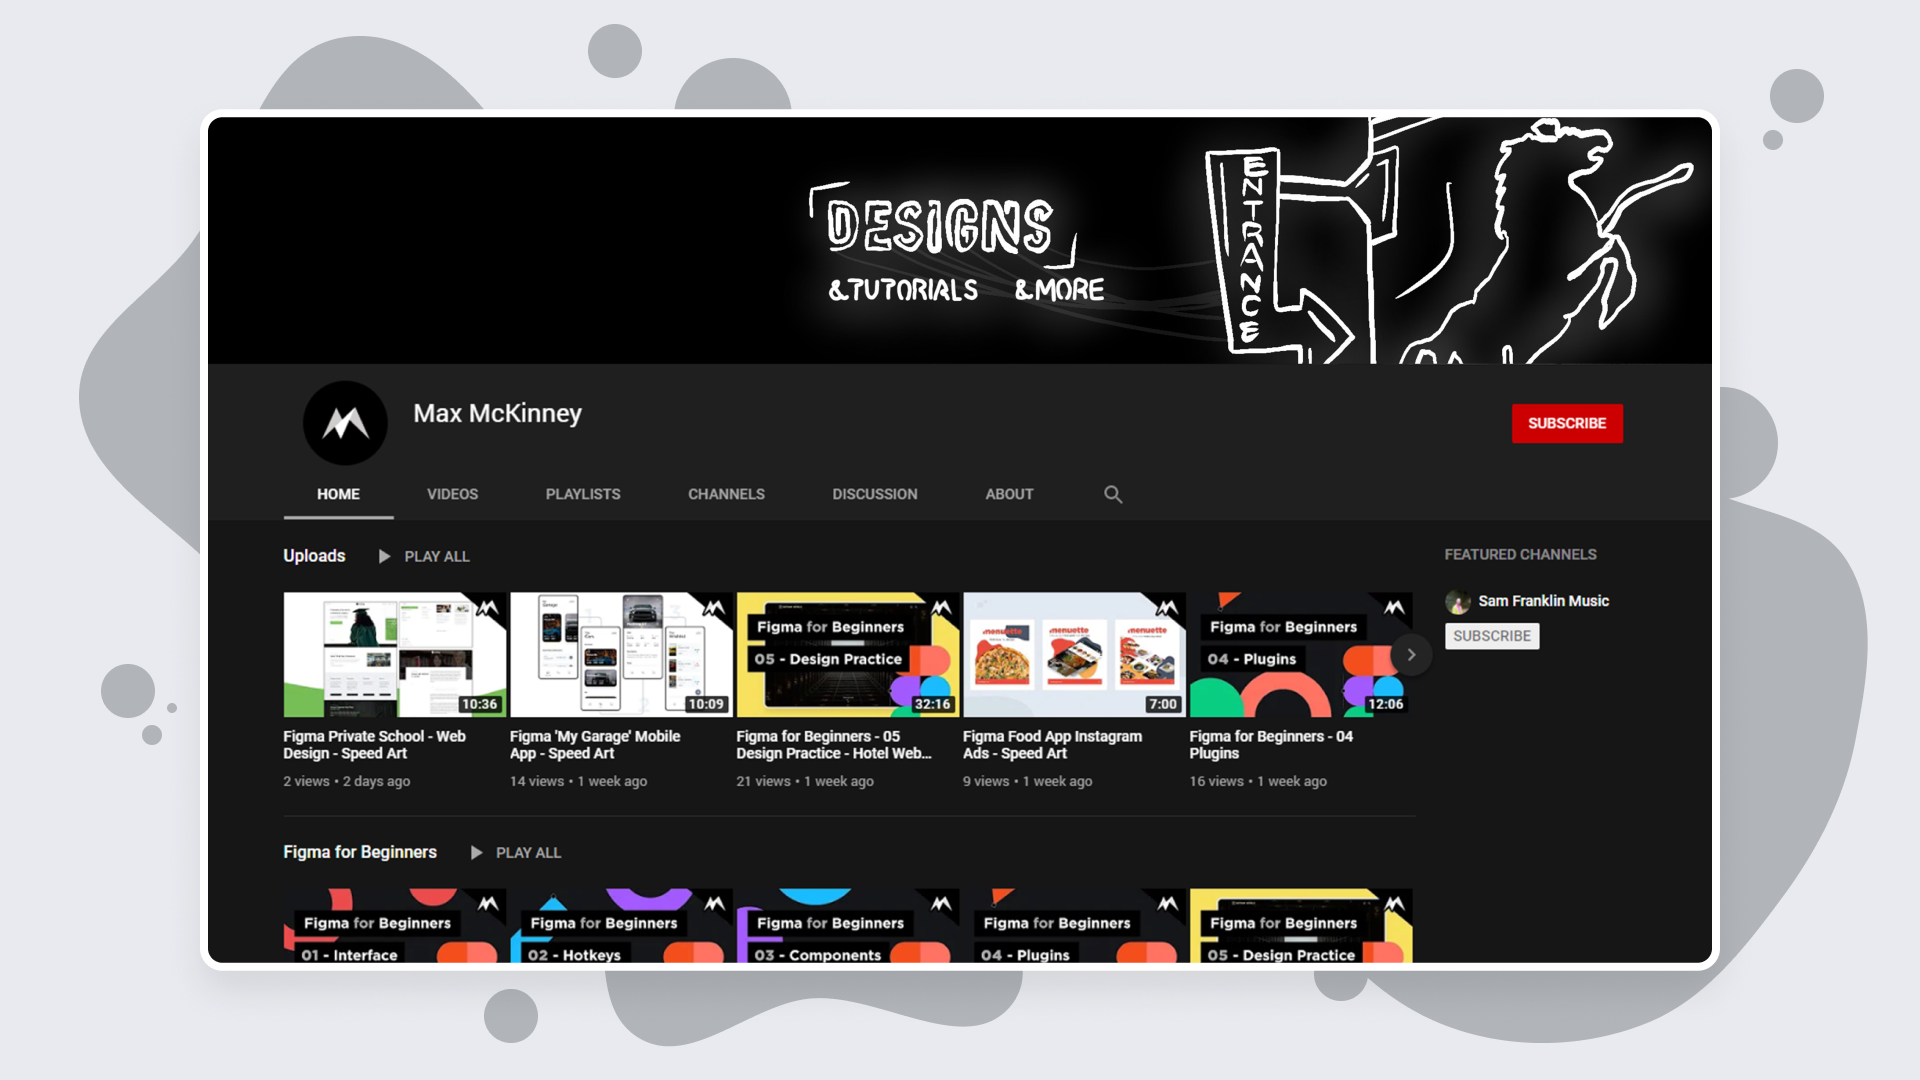 DESIGNS
&TUTORIALS &MORE
ENTRANCE
Max McKinney
SUBSCRIBE
HOME VIDEOS PLAYLISTS CHANNELS DISCUSSION ABOUT
Uploads PLAY ALL
FEATURED CHANNELS
Sam Franklin Music
SUBSCRIBE
10:36
10:09
Figma for Beginners
05 - Design Practice
32:16
menuette
menuette
menuette
7:00
Figma for Beginners
04 - Plugins
12:06
Figma Private School - Web
Design - Speed Art
2 views • 2 days ago
Figma 'My Garage' Mobile
App - Speed Art
14 views • 1 week ago
Figma for Beginners - 05
Design Practice - Hotel Web...
21 views • 1 week ago
Figma Food App Instagram
Ads - Speed Art
9 views • 1 week ago
Figma for Beginners - 04
Plugins
16 views • 1 week ago
Figma for Beginners PLAY ALL
Figma for Beginners
01 - Interface
Figma for Beginners
02 - Hotkeys
Figma for Beginners
03 - Components
Figma for Beginners
04 - Plugins
Figma for Beginners
05 - Design Practice